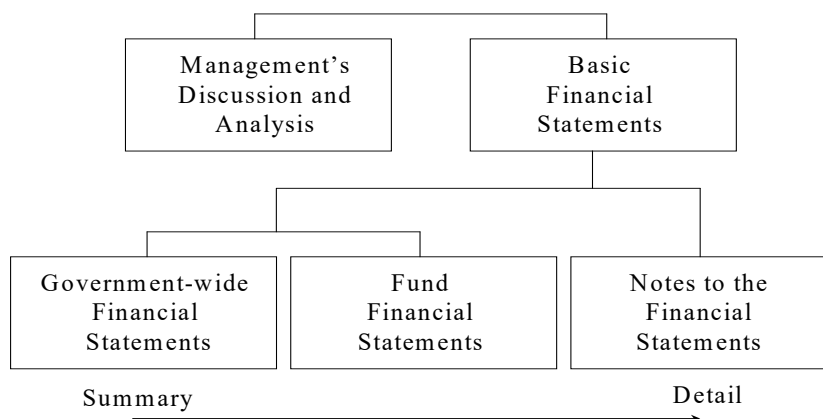 Management's
Discussion and
Analysis
Basic
Financial
Statements
Government-wide
Financial
Statements
Fund
Financial
Statements
Notes to the
Financial
Statements
Summary
Detail